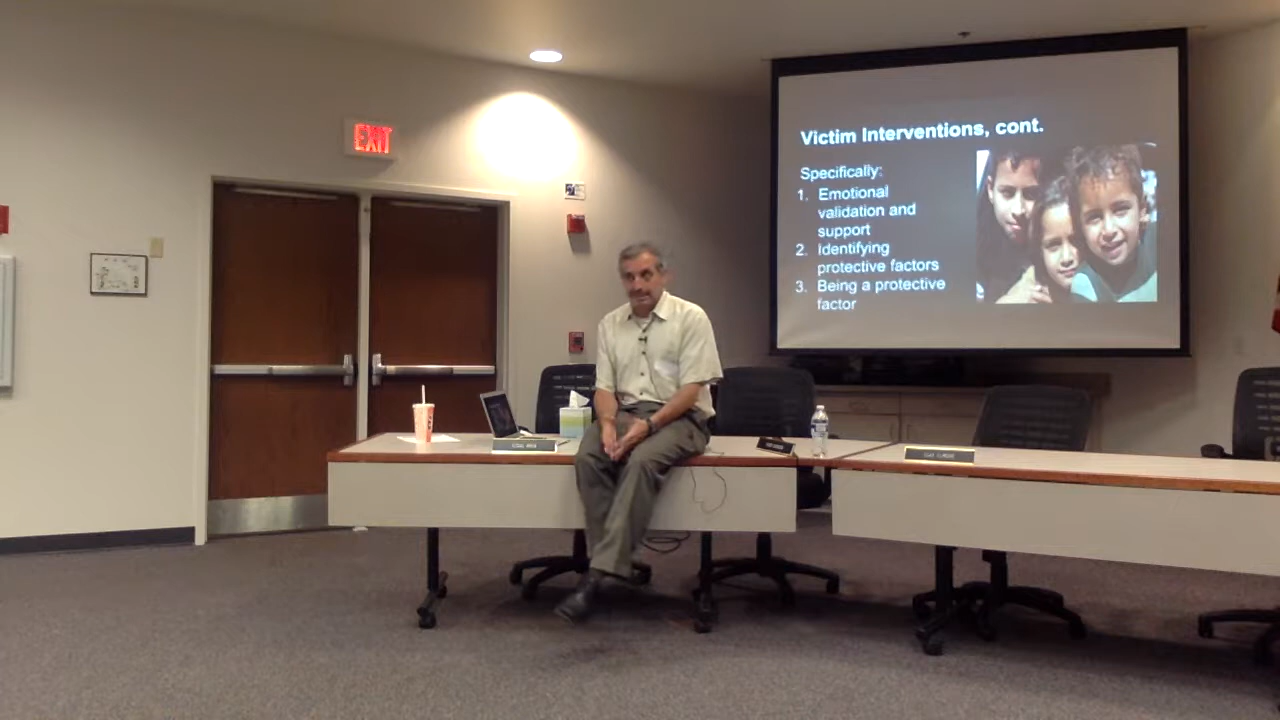 EXIT
Victim Interventions, cont.
Specifically:
1. Emotional
validation and
support
2. Identifying
protective factors
3. Being a protective
factor